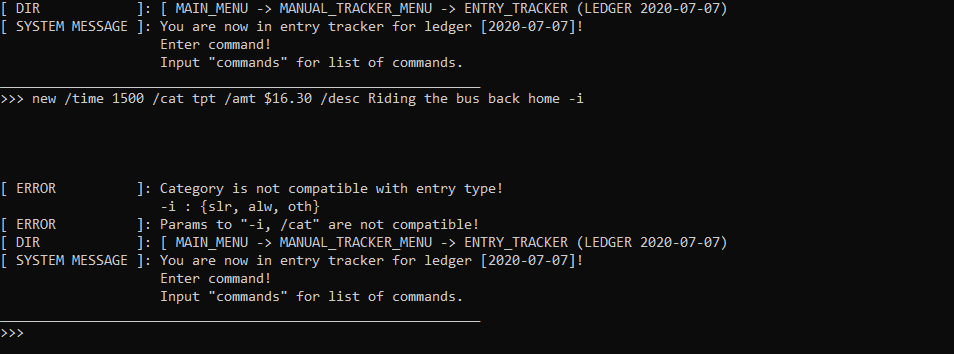 [ DIR            ]: [ MAIN_MENU -> MANUAL_TRACKER_MENU -> ENTRY_TRACKER (LEDGER 2020-07-07)
[ SYSTEM MESSAGE ]: You are now in entry tracker for ledger [2020-07-07]!
                    Enter command!
                    Input "commands" for list of commands.
____________________________________________________________
>>> new /time 1500 /cat tpt /amt $16.30 /desc Riding the bus back home -i
[ ERROR          ]: Category is not compatible with entry type!
                    -i : {slr, alw, oth}
[ ERROR          ]: Params to "-i, /cat" are not compatible!
[ DIR            ]: [ MAIN_MENU -> MANUAL_TRACKER_MENU -> ENTRY_TRACKER (LEDGER 2020-07-07)
[ SYSTEM MESSAGE ]: You are now in entry tracker for ledger [2020-07-07]!
                    Enter command!
                    Input "commands" for list of commands.
____________________________________________________________
>>>